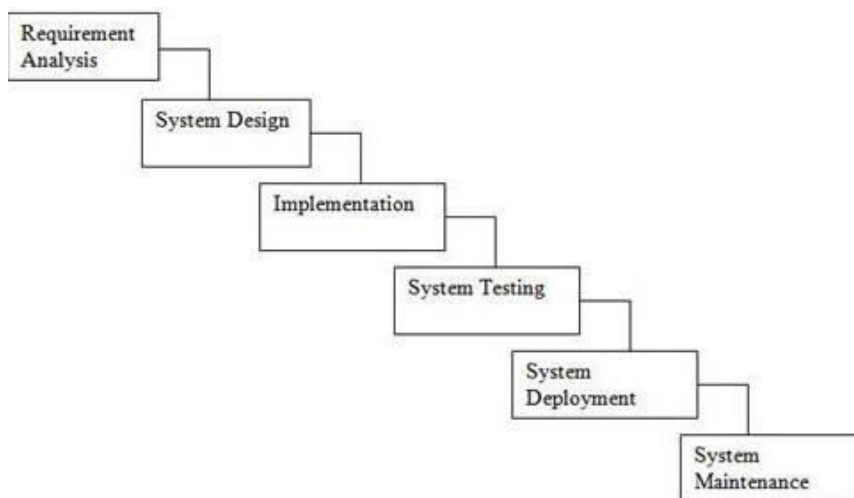 Requirement
Analysis
System Design
Implementation
System Testing
System
Deployment
System
Maintenance